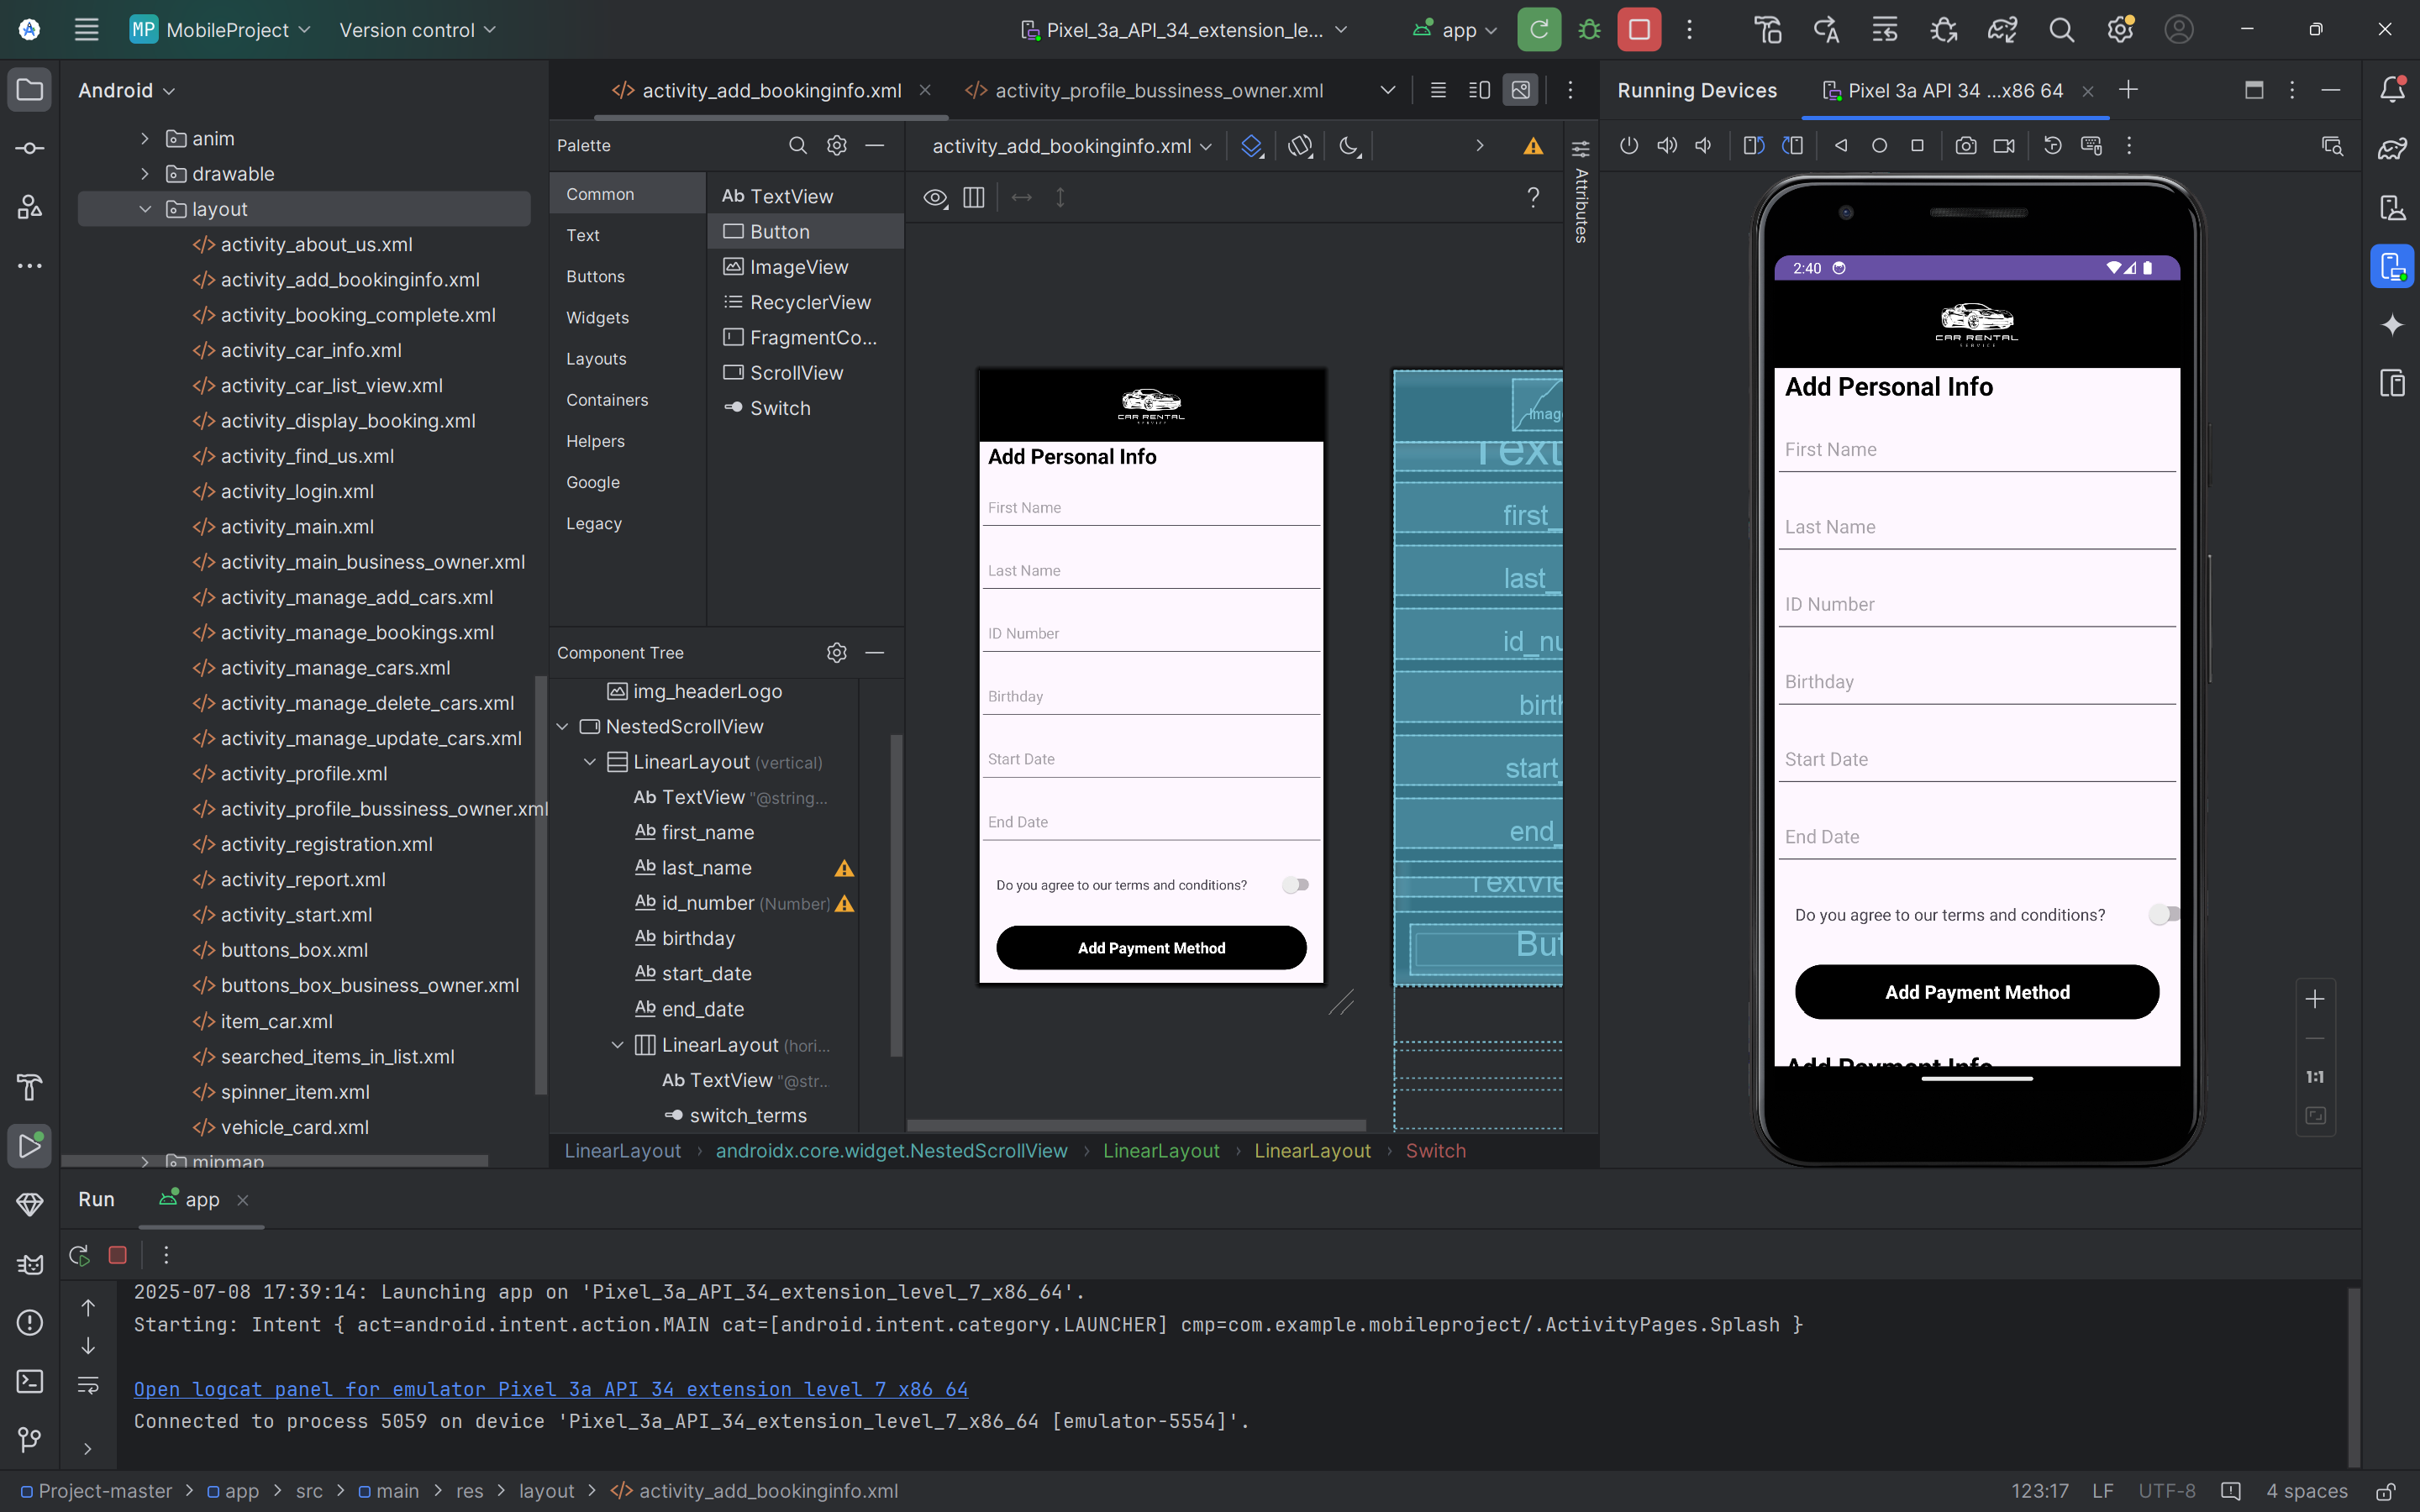 MP MobileProject Version control Pixel_3a_API_34_extension_le... app
Android
anim
drawable
layout
activity_about_us.xml
activity_add_bookinginfo.xml
activity_booking_complete.xml
activity_car_info.xml
activity_car_list_view.xml
activity_display_booking.xml
activity_find_us.xml
activity_login.xml
activity_main.xml
activity_main_business_owner.xml
activity_manage_add_cars.xml
activity_manage_bookings.xml
activity_manage_cars.xml
activity_manage_delete_cars.xml
activity_manage_update_cars.xml
activity_profile.xml
activity_profile_bussiness_owner.xml
activity_registration.xml
activity_report.xml
activity_start.xml
buttons_box.xml
buttons_box_business_owner.xml
item_car.xml
searched_items_in_list.xml
spinner_item.xml
vehicle_card.xml
mipmap
activity_add_bookinginfo.xml activity_profile_bussiness_owner.xml
Palette
Common
Text
Buttons
Widgets
Layouts
Containers
Helpers
Google
Legacy
Ab TextView
Button
ImageView
RecyclerView
FragmentCo...
ScrollView
Switch
Component Tree
img_headerLogo
NestedScrollView
LinearLayout (vertical)
Ab TextView "@string...
Ab first_name
Ab last_name
Ab id_number (Number)
Ab birthday
Ab start_date
Ab end_date
LinearLayout (hori...
Ab TextView "@str...
switch_terms
activity_add_bookinginfo.xml
?
Attributes
CAR RENTAL
SERVICE
Add Personal Info
First Name
Last Name
ID Number
Birthday
Start Date
End Date
Do you agree to our terms and conditions?
Add Payment Method
Imag
Text
first_
last_
id_nu
birth
start_
end_
TextVie
But
LinearLayout › androidx.core.widget.NestedScrollView › LinearLayout › LinearLayout › Switch
Running Devices Pixel 3a API 34 ...x86 64
2:40
CAR RENTAL
SERVICE
Add Personal Info
First Name
Last Name
ID Number
Birthday
Start Date
End Date
Do you agree to our terms and conditions?
Add Payment Method
Add Payment Info
1:1
Run app
2025-07-08 17:39:14: Launching app on 'Pixel_3a_API_34_extension_level_7_x86_64'.
Starting: Intent { act=android.intent.action.MAIN cat=[android.intent.category.LAUNCHER] cmp=com.example.mobileproject/.ActivityPages.Splash }
Open logcat panel for emulator Pixel 3a API 34 extension level 7 x86 64
Connected to process 5059 on device 'Pixel_3a_API_34_extension_level_7_x86_64 [emulator-5554]'.
Project-master > app > src > main > res > layout > activity_add_bookinginfo.xml 123:17 LF UTF-8 4 spaces